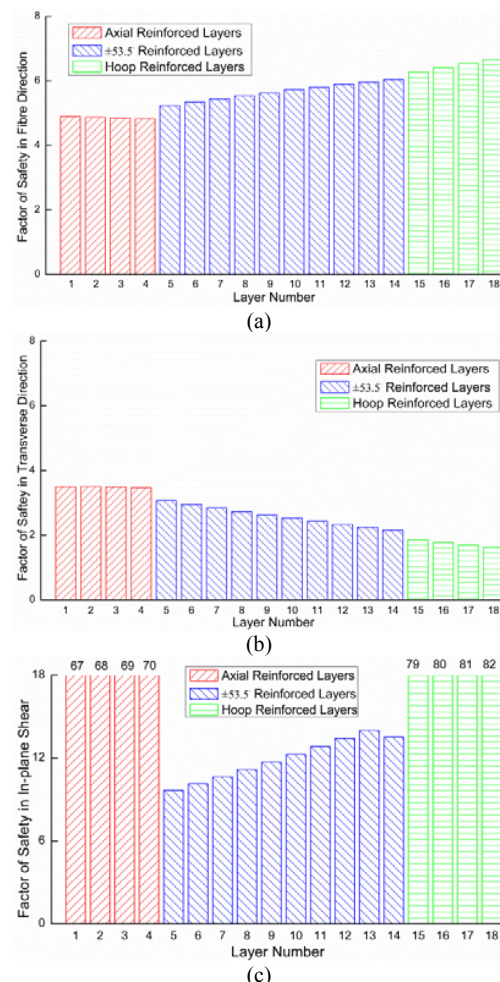 8
6
4
2
0
Factor of Safety in Fibre Direction
Axial Reinforced Layers
±53.5 Reinforced Layers
Hoop Reinforced Layers
1 2 3 4 5 6 7 8 9 10 11 12 13 14 15 16 17 18
Layer Number
(a)
8
6
4
2
0
Factor of Saftey in Transverse Direction
Axial Reinforced Layers
±53.5 Reinforced Layers
Hoop Reinforced Layers
1 2 3 4 5 6 7 8 9 10 11 12 13 14 15 16 17 18
Layer Number
(b)
67 68 69 70 79 80 81 82
18
12
6
0
Factor of Safety in In-plane Shear
Axial Reinforced Layers
±53.5 Reinforced Layers
Hoop Reinforced Layers
1 2 3 4 5 6 7 8 9 10 11 12 13 14 15 16 17 18
Layer Number
(c)